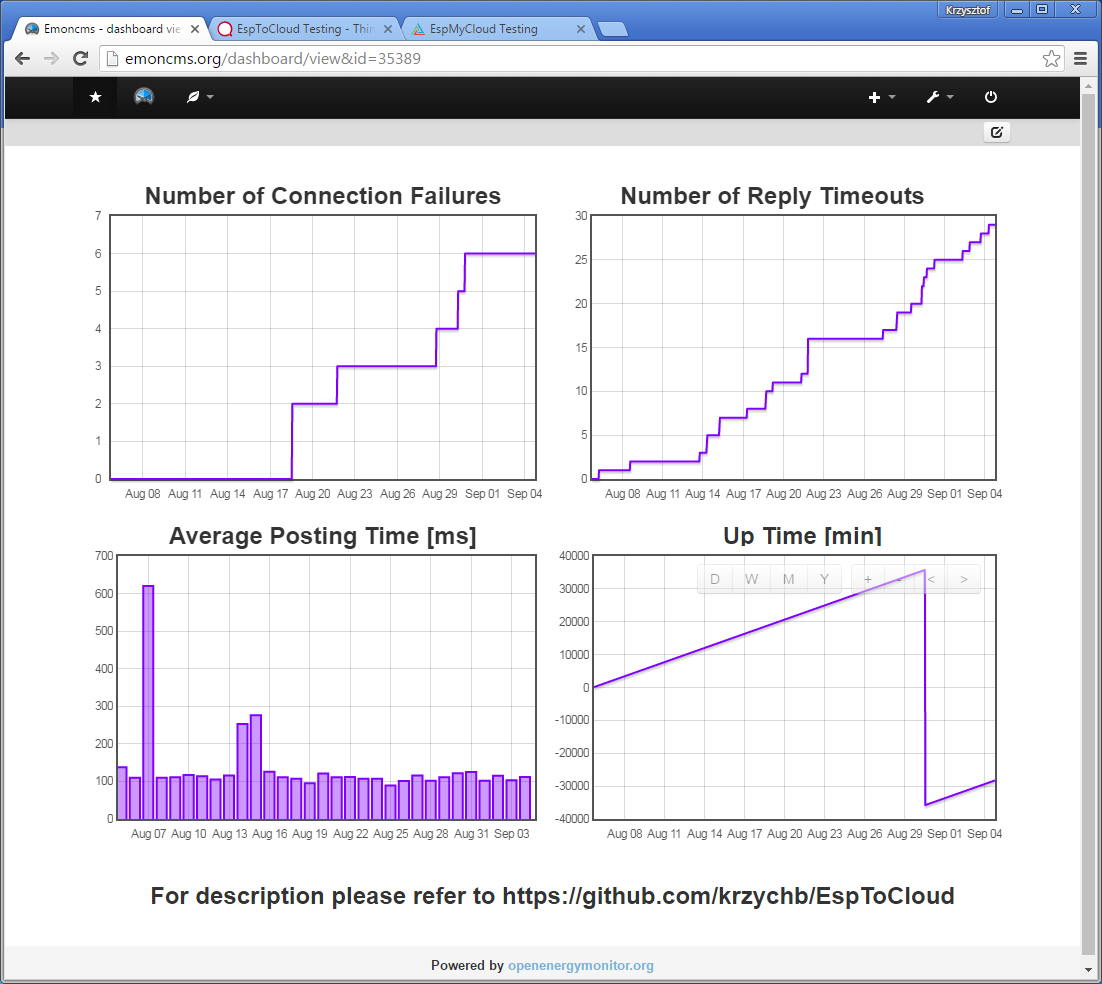 Krzysztof
Emoncms - dashboard vie
EspToCloud Testing - Thin
EspMyCloud Testing
emoncms.org/dashboard/view&id=35389
Number of Connection Failures
7
6
5
4
3
2
1
0
Aug 08 Aug 11 Aug 14 Aug 17 Aug 20 Aug 23 Aug 26 Aug 29 Sep 01 Sep 04
Number of Reply Timeouts
30
25
20
15
10
5
0
Aug 08 Aug 11 Aug 14 Aug 17 Aug 20 Aug 23 Aug 26 Aug 29 Sep 01 Sep 04
Average Posting Time [ms]
700
600
500
400
300
200
100
0
Aug 07 Aug 10 Aug 13 Aug 16 Aug 19 Aug 22 Aug 25 Aug 28 Aug 31 Sep 03
Up Time [min]
D W M Y + - < >
40000
30000
20000
10000
0
-10000
-20000
-30000
-40000
Aug 08 Aug 11 Aug 14 Aug 17 Aug 20 Aug 23 Aug 26 Aug 29 Sep 01 Sep 04
For description please refer to https://github.com/krzychb/EspToCloud
Powered by openenergymonitor.org